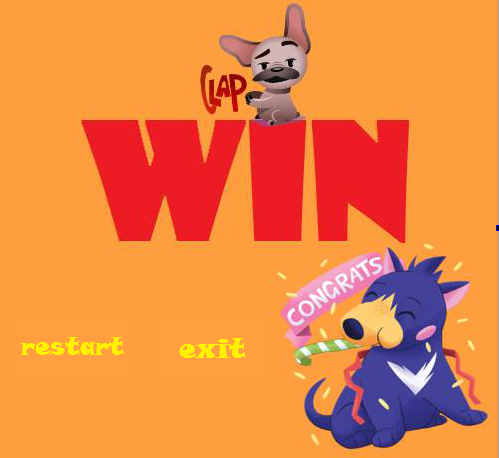 CLAP
WIN
CONGRATS
restart exit